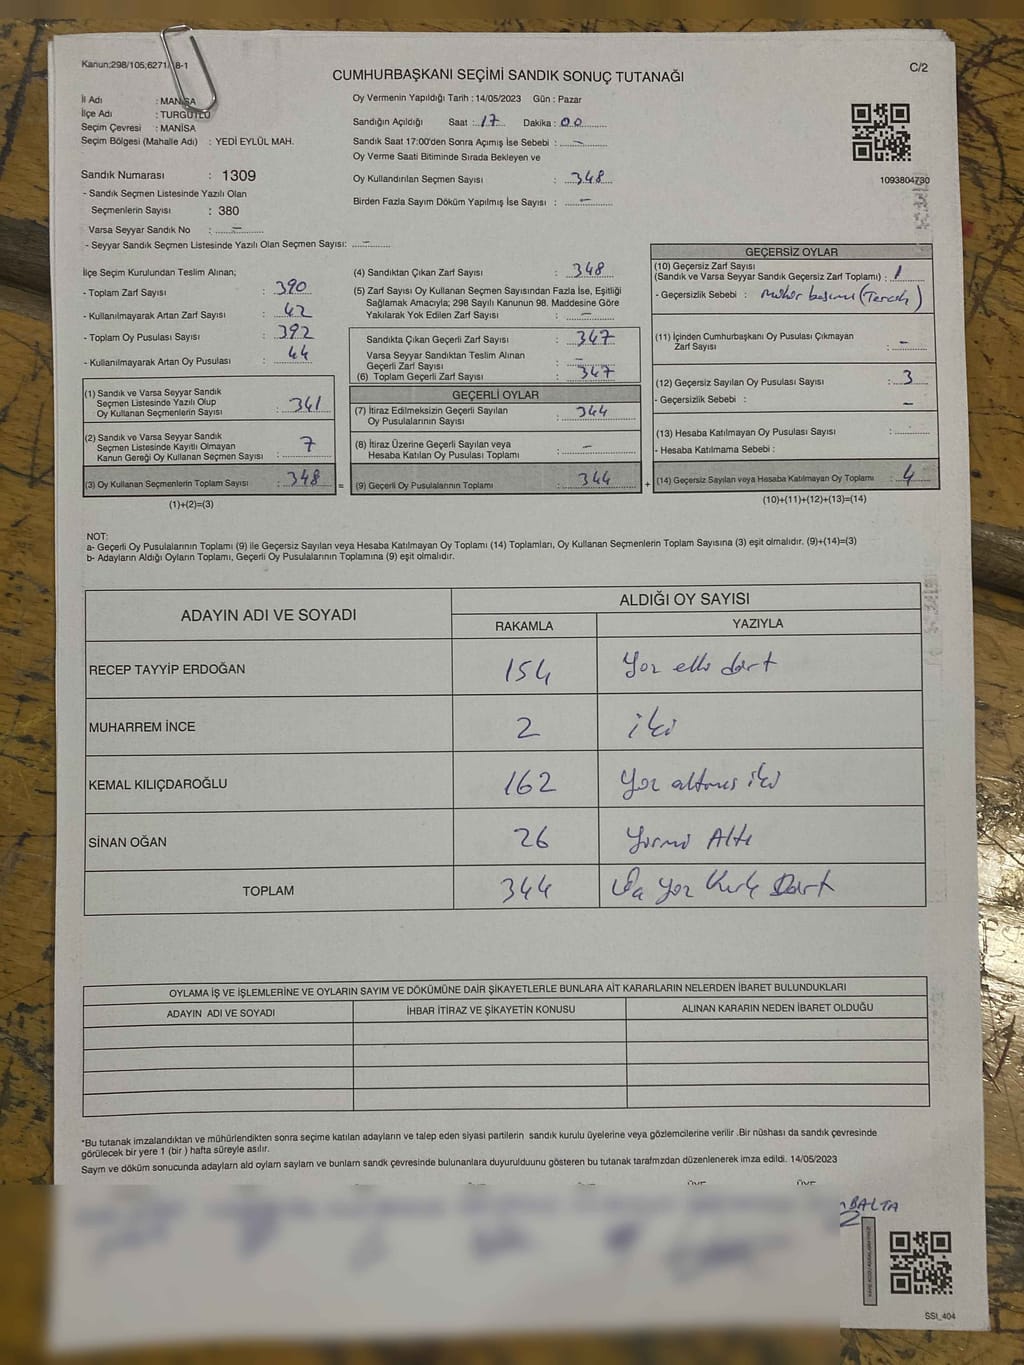 Kanun;298/105;6271/ 8-1
CUMHURBAŞKANI SEÇİMİ SANDIK SONUÇ TUTANAĞI
C/2
İl Adı : MANİSA
İlçe Adı : TURGUTLU
Seçim Çevresi : MANİSA
Seçim Bölgesi (Mahalle Adı) : YEDİ EYLÜL MAH.
Sandık Numarası : 1309
- Sandık Seçmen Listesinde Yazılı Olan
Seçmenlerin Sayısı : 380
Varsa Seyyar Sandık No : –
- Seyyar Sandık Seçmen Listesinde Yazılı Olan Seçmen Sayısı: –
Oy Vermenin Yapıldığı Tarih : 14/05/2023 Gün : Pazar
Sandığın Açıldığı Saat : 17 Dakika : 00
Sandık Saat 17:00'den Sonra Açımış İse Sebebi : –
Oy Verme Saati Bitiminde Sırada Bekleyen ve
Oy Kullandırılan Seçmen Sayısı : 348
Birden Fazla Sayım Döküm Yapılmış İse Sayısı : –
1093804730
İlçe Seçim Kurulundan Teslim Alınan;
- Toplam Zarf Sayısı : 390
- Kullanılmayarak Artan Zarf Sayısı : 42
- Toplam Oy Pusulası Sayısı : 392
- Kullanılmayarak Artan Oy Pusulası : 44
(1) Sandık ve Varsa Seyyar Sandık
Seçmen Listesinde Yazılı Olup
Oy Kullanan Seçmenlerin Sayısı : 341
(2) Sandık ve Varsa Seyyar Sandık
Seçmen Listesinde Kayıtlı Olmayan
Kanun Gereği Oy Kullanan Seçmen Sayısı : 7
(3) Oy Kullanan Seçmenlerin Toplam Sayısı : 348
(1)+(2)=(3)
=
(4) Sandıktan Çıkan Zarf Sayısı : 348
(5) Zarf Sayısı Oy Kullanan Seçmen Sayısından Fazla İse, Eşitliği
Sağlamak Amacıyla; 298 Sayılı Kanunun 98. Maddesine Göre
Yakılarak Yok Edilen Zarf Sayısı : –
Sandıkta Çıkan Geçerli Zarf Sayısı : 347
Varsa Seyyar Sandıktan Teslim Alınan
Geçerli Zarf Sayısı : –
(6) Toplam Geçerli Zarf Sayısı : 347
GEÇERLİ OYLAR
(7) İtiraz Edilmeksizin Geçerli Sayılan
Oy Pusulalarının Sayısı : 344
(8) İtiraz Üzerine Geçerli Sayılan veya
Hesaba Katılan Oy Pusulası Toplamı : –
(9) Geçerli Oy Pusulalarının Toplamı : 344
+
GEÇERSİZ OYLAR
(10) Geçersiz Zarf Sayısı
(Sandık ve Varsa Seyyar Sandık Geçersiz Zarf Toplamı) : 1
- Geçersizlik Sebebi : mühür basımı (Tercih)
(11) İçinden Cumhurbaşkanı Oy Pusulası Çıkmayan
Zarf Sayısı : –
(12) Geçersiz Sayılan Oy Pusulası Sayısı : 3
- Geçersizlik Sebebi : –
(13) Hesaba Katılmayan Oy Pusulası Sayısı :
- Hesaba Katılmama Sebebi :
(14) Geçersiz Sayılan veya Hesaba Katılmayan Oy Toplamı : 4
(10)+(11)+(12)+(13)=(14)
NOT:
a- Geçerli Oy Pusulalarının Toplamı (9) ile Geçersiz Sayılan veya Hesaba Katılmayan Oy Toplamı (14) Toplamları, Oy Kullanan Seçmenlerin Toplam Sayısına (3) eşit olmalıdır. (9)+(14)=(3)
b- Adayların Aldığı Oyların Toplamı, Geçerli Oy Pusulalarının Toplamına (9) eşit olmalıdır.
ADAYIN ADI VE SOYADI
ALDIĞI OY SAYISI
RAKAMLA YAZIYLA
RECEP TAYYİP ERDOĞAN 154 Yüz elli dört
MUHARREM İNCE 2 iki
KEMAL KILIÇDAROĞLU 162 Yüz altmış iki
SİNAN OĞAN 26 Yirmi Altı
TOPLAM 344 Üç yüz Kırk Dört
OYLAMA İŞ VE İŞLEMLERİNE VE OYLARIN SAYIM VE DÖKÜMÜNE DAİR ŞİKAYETLERLE BUNLARA AİT KARARLARIN NELERDEN İBARET BULUNDUKLARI
ADAYIN ADI VE SOYADI İHBAR İTİRAZ VE ŞİKAYETİN KONUSU ALINAN KARARIN NEDEN İBARET OLDUĞU
*Bu tutanak imzalandıktan ve mühürlendikten sonra seçime katılan adayların ve talep eden siyasi partilerin sandık kurulu üyelerine veya gözlemcilerine verilir .Bir nüshası da sandık çevresinde
görülecek bir yere 1 (bir ) hafta süreyle asılır.
Saym ve döküm sonucunda adaylarn ald oylarn saylarn ve bunlarn sandk çevresinde bulunanlara duyurulduunu gösteren bu tutanak tarafmzdan düzenlenerek imza edildi. 14/05/2023
ÜYE ÜYE
BALTA
SSI_404